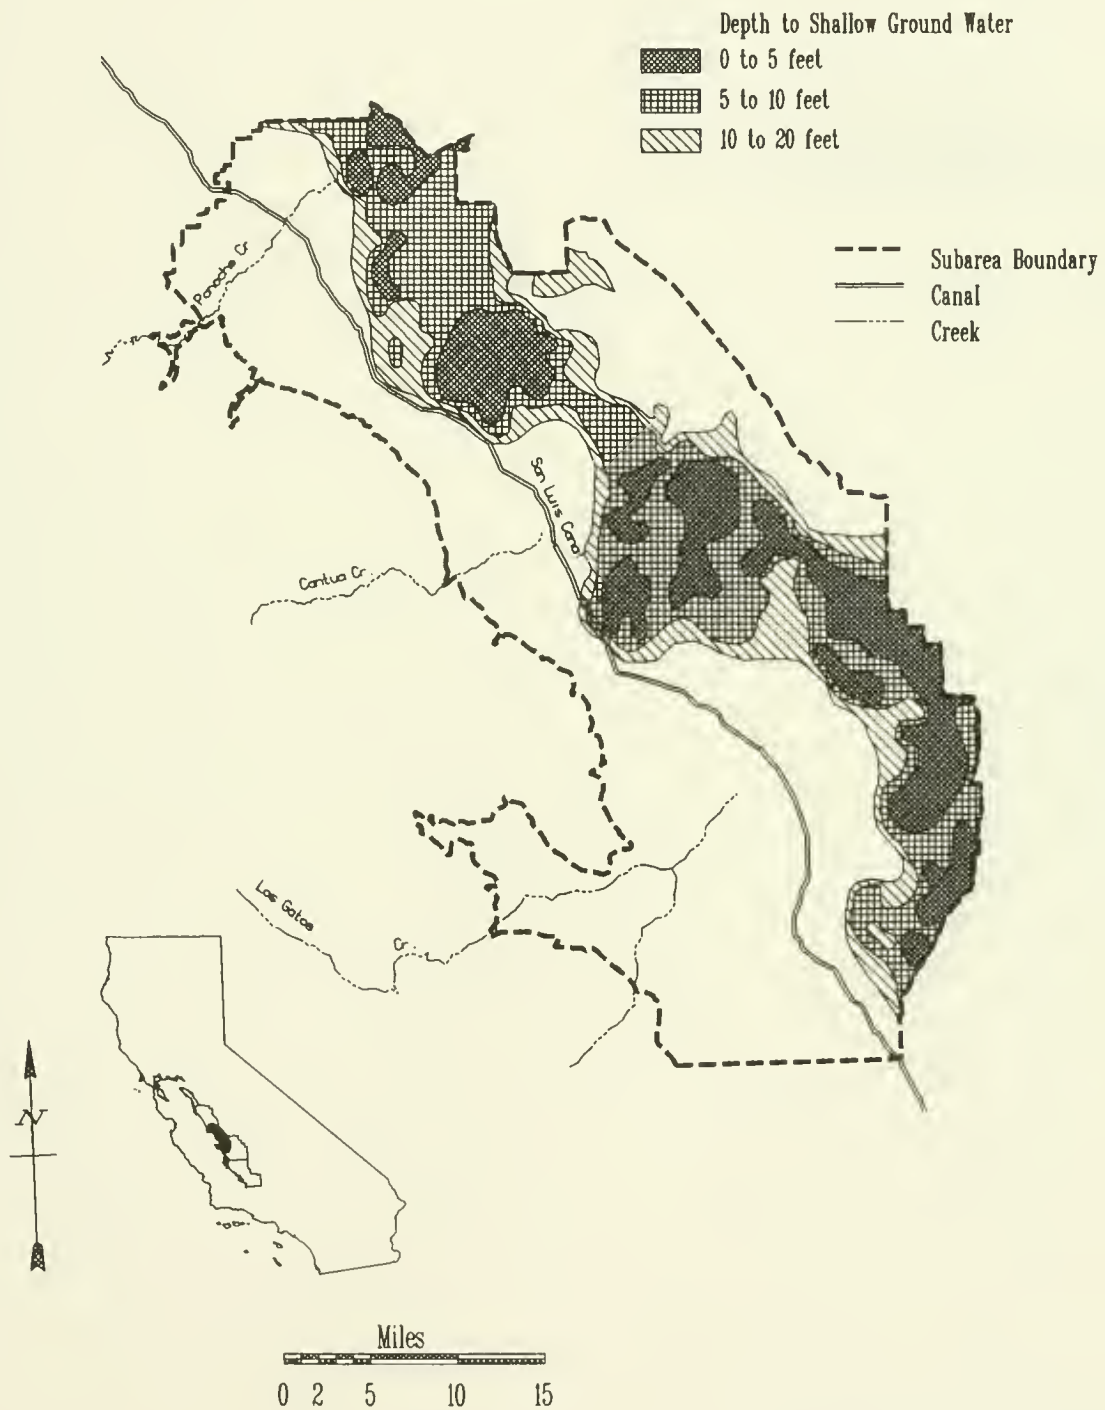 Depth to Shallow Ground Water
0 to 5 feet
5 to 10 feet
10 to 20 feet
Subarea Boundary
Canal
Creek
Panoche Cr.
San Luis Canal
Cantua Cr.
Los Gatos
Cr.
N
Miles
0 2 5 10 15